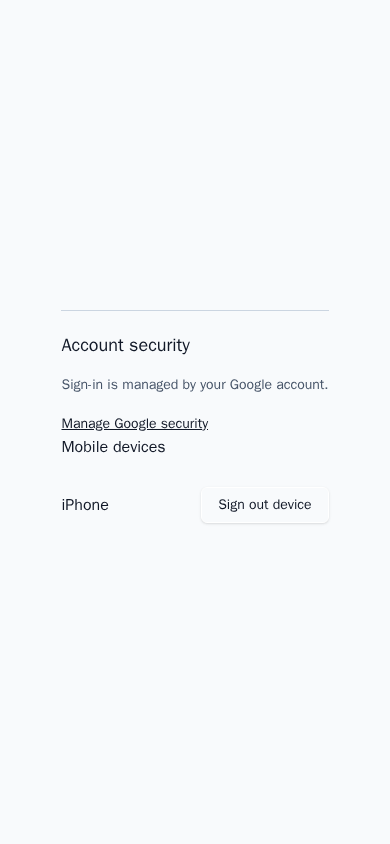 Account security
Sign-in is managed by your Google account.
Manage Google security
Mobile devices
iPhone
Sign out device